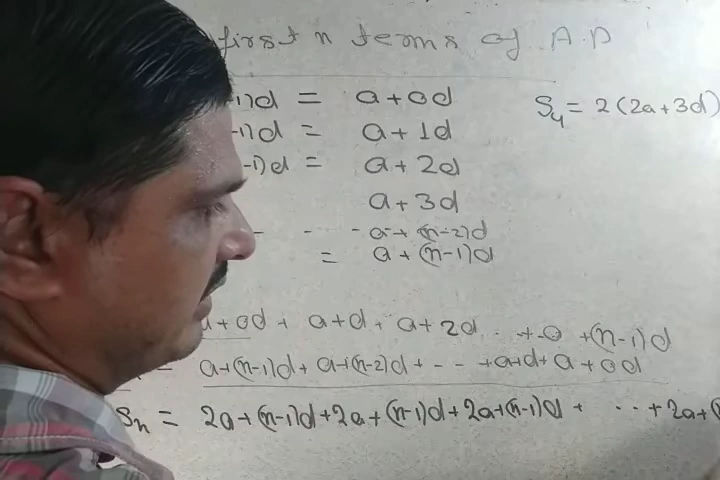 first n terms of A.P
-1)d = a+0d
S4 = 2(2a+3d)
-1)d = a+1d
-1)d = a+2d
a+3d
- - - - a+(n-2)d
= a+(n-1)d
a+0d + a+d + a+2d .. + a +(n-1)d
= a+(n-1)d + a+(n-2)d + - - - +a+d+a+0d
Sn = 2a+(n-1)d+2a+(n-1)d+2a+(n-1)d + .. +2a+(